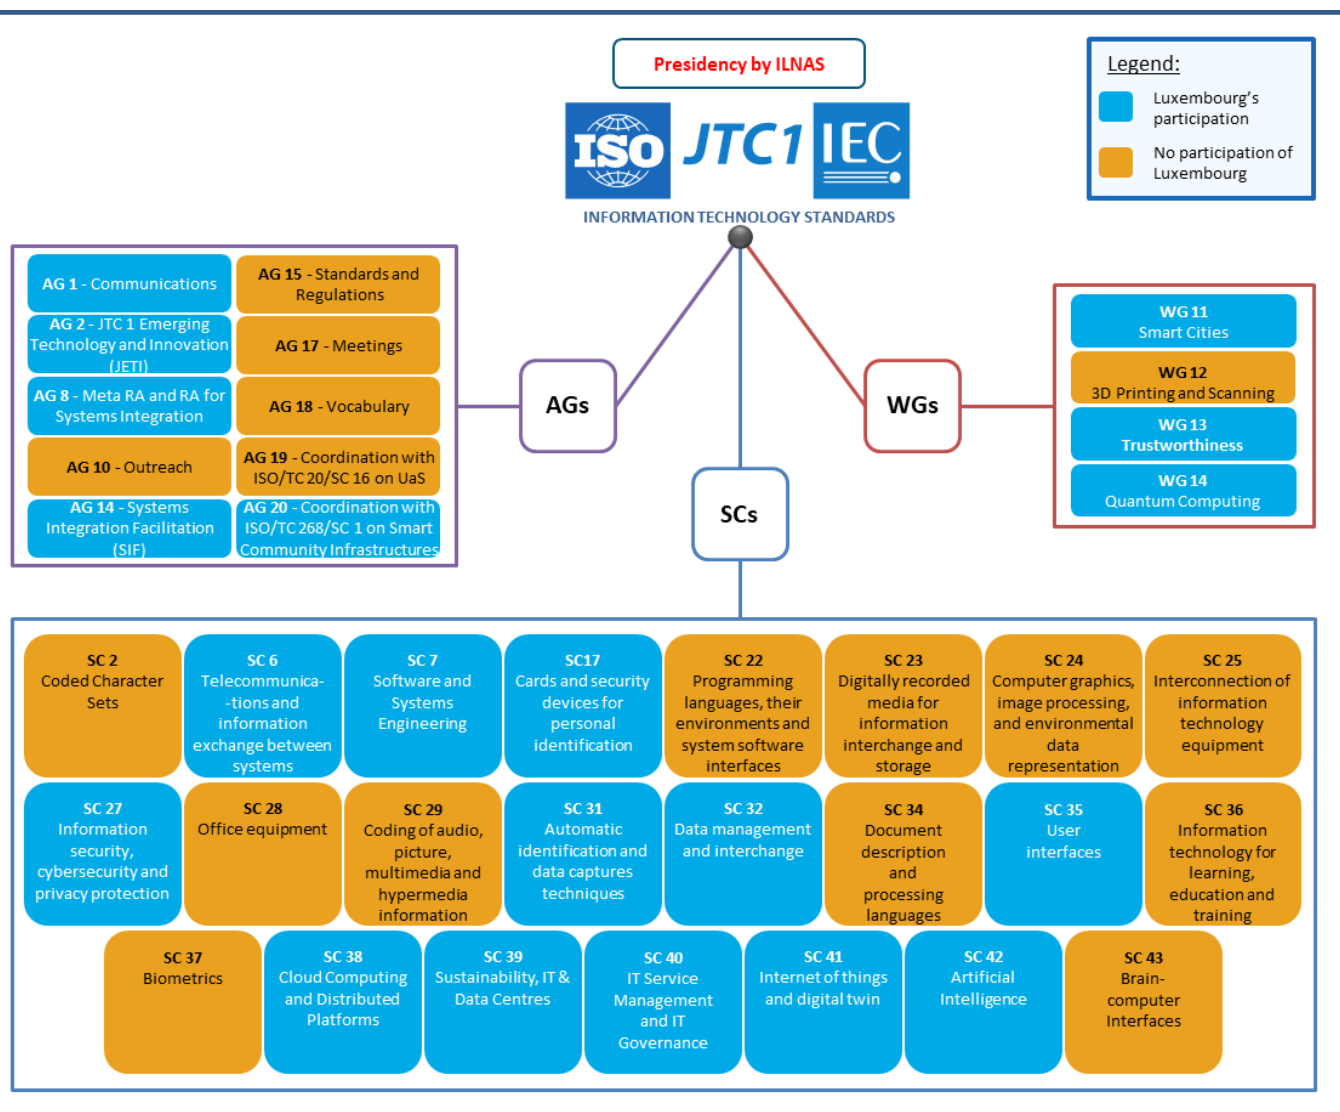 Presidency by ILNAS
Legend:
Luxembourg's
participation
No participation of
Luxembourg
ISO
JTC1
IEC
INFORMATION TECHNOLOGY STANDARDS
AG 1 - Communications
AG 2 - JTC 1 Emerging
Technology and Innovation
(JETI)
AG 8 - Meta RA and RA for
Systems Integration
AG 10 - Outreach
AG 14 - Systems
Integration Facilitation
(SIF)
AG 15 - Standards and
Regulations
AG 17 - Meetings
AG 18 - Vocabulary
AG 19 - Coordination with
ISO/TC 20/SC 16 on UaS
AG 20 - Coordination with
ISO/TC 268/SC 1 on Smart
Community Infrastructures
AGs
WGs
SCs
WG 11
Smart Cities
WG 12
3D Printing and Scanning
WG 13
Trustworthiness
WG 14
Quantum Computing
SC 2
Coded Character
Sets
SC 6
Telecommunica-
-tions and
information
exchange between
systems
SC 7
Software and
Systems
Engineering
SC17
Cards and security
devices for
personal
identification
SC 22
Programming
languages, their
environments and
system software
interfaces
SC 23
Digitally recorded
media for
information
interchange and
storage
SC 24
Computer graphics,
image processing,
and environmental
data
representation
SC 25
Interconnection of
information
technology
equipment
SC 27
Information
security,
cybersecurity and
privacy protection
SC 28
Office equipment
SC 29
Coding of audio,
picture,
multimedia and
hypermedia
information
SC 31
Automatic
identification and
data captures
techniques
SC 32
Data management
and interchange
SC 34
Document
description
and
processing
languages
SC 35
User
interfaces
SC 36
Information
technology for
learning,
education and
training
SC 37
Biometrics
SC 38
Cloud Computing
and Distributed
Platforms
SC 39
Sustainability, IT &
Data Centres
SC 40
IT Service
Management
and IT
Governance
SC 41
Internet of things
and digital twin
SC 42
Artificial
Intelligence
SC 43
Brain-
computer
Interfaces